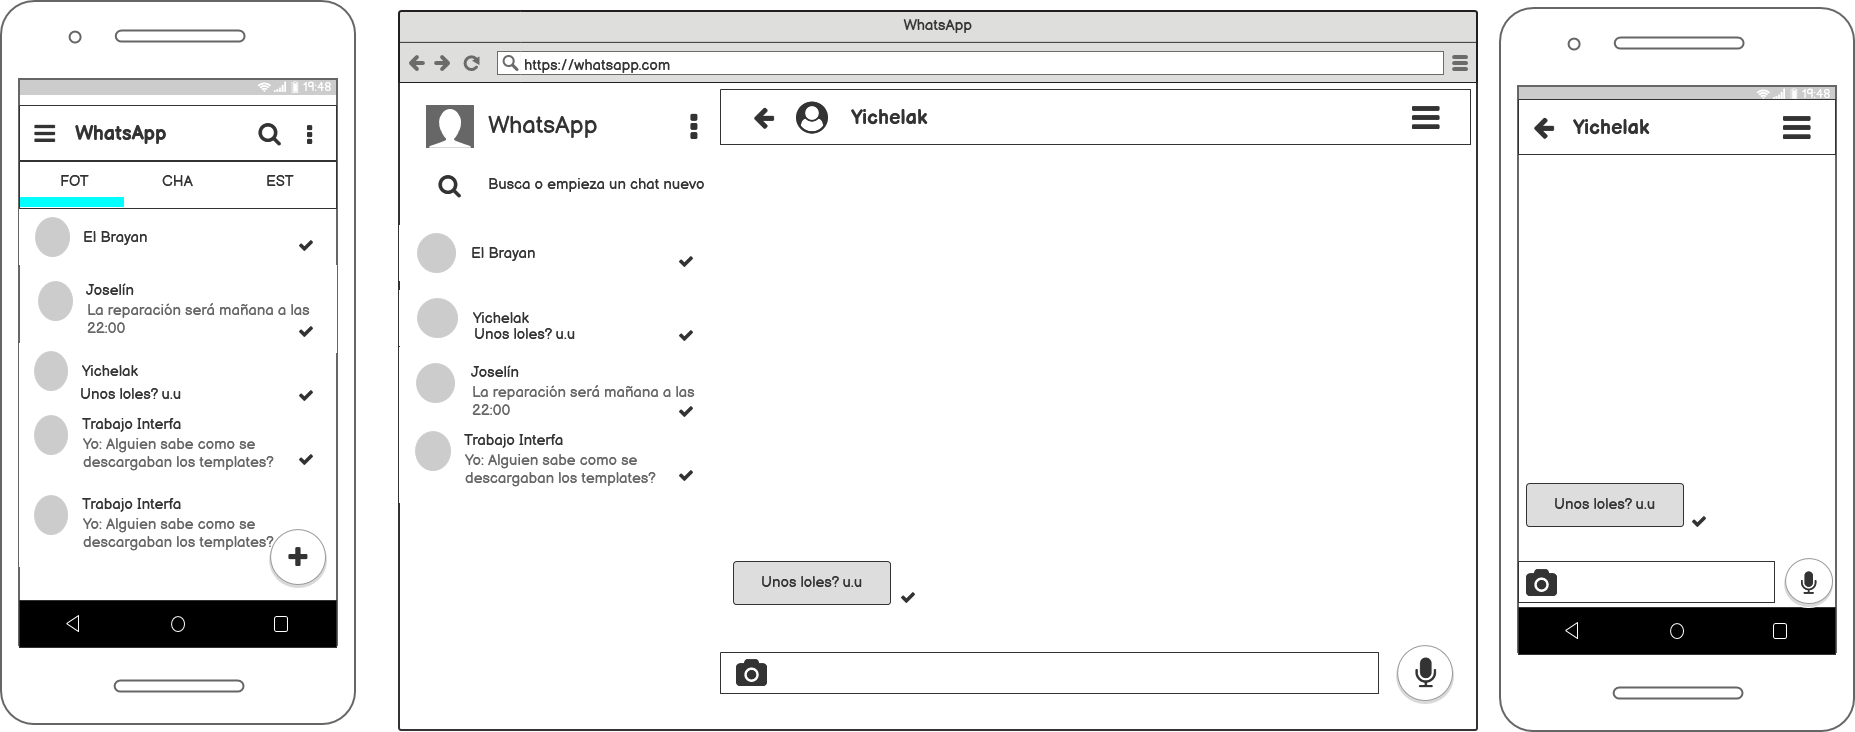 19:48
WhatsApp
FOT CHA EST
El Brayan
Joselín
La reparación será mañana a las
22:00
Yichelak
Unos loles? u.u
Trabajo Interfa
Yo: Alguien sabe como se
descargaban los templates?
Trabajo Interfa
Yo: Alguien sabe como se
descargaban los templates?
WhatsApp
https://whatsapp.com
WhatsApp
Busca o empieza un chat nuevo
El Brayan
Yichelak
Unos loles? u.u
Joselín
La reparación será mañana a las
22:00
Trabajo Interfa
Yo: Alguien sabe como se
descargaban los templates?
Yichelak
Unos loles? u.u
19:48
Yichelak
Unos loles? u.u